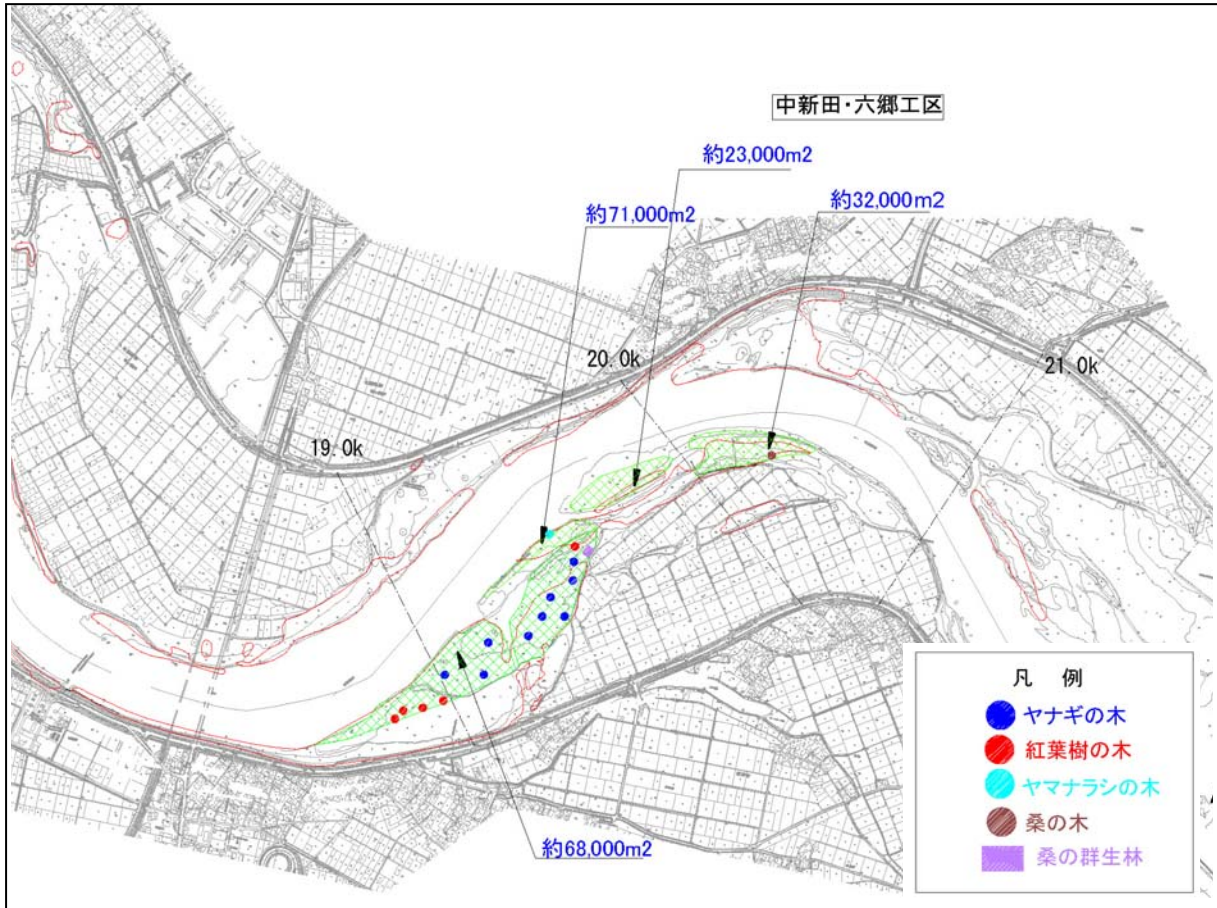 中新田・六郷工区
約23,000m2
約32,000m2
約71,000m2
20.0k
21.0k
19.0k
約68,000m2
凡 例
ヤナギの木
紅葉樹の木
ヤマナラシの木
桑の木
桑の群生林